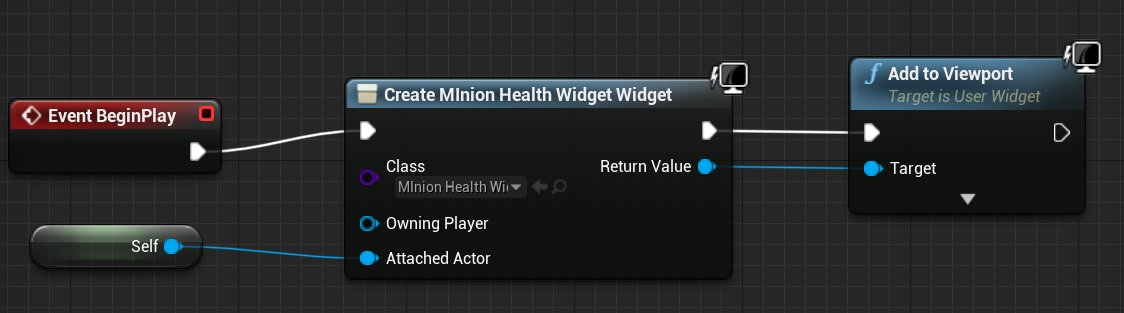 Event BeginPlay
Self
Create MInion Health Widget Widget
Class
MInion Health Wi
Return Value
Owning Player
Attached Actor
f Add to Viewport
Target is User Widget
Target